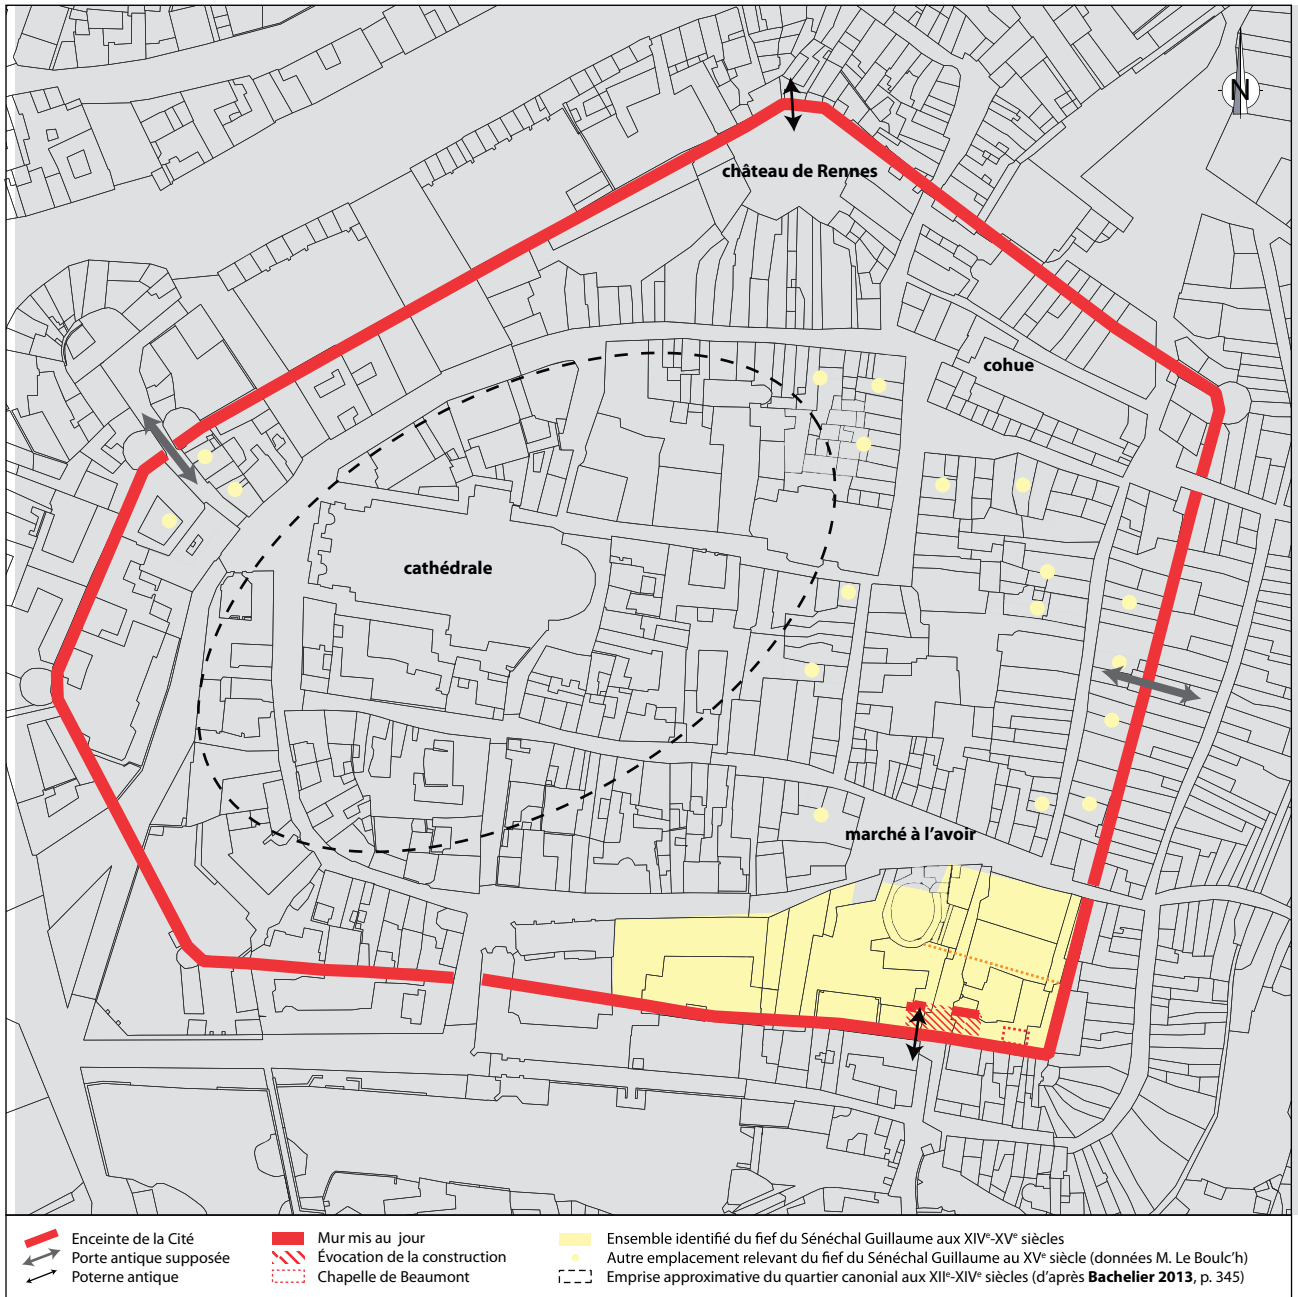 N
château de Rennes
cohue
cathédrale
marché à l'avoir
Enceinte de la Cité
Porte antique supposée
Poterne antique
Mur mis au jour
Évocation de la construction
Chapelle de Beaumont
Ensemble identifié du fief du Sénéchal Guillaume aux XIVe-XVe siècles
Autre emplacement relevant du fief du Sénéchal Guillaume au XVe siècle (données M. Le Boulc'h)
Emprise approximative du quartier canonial aux XIIe-XIVe siècles (d'après Bachelier 2013, p. 345)